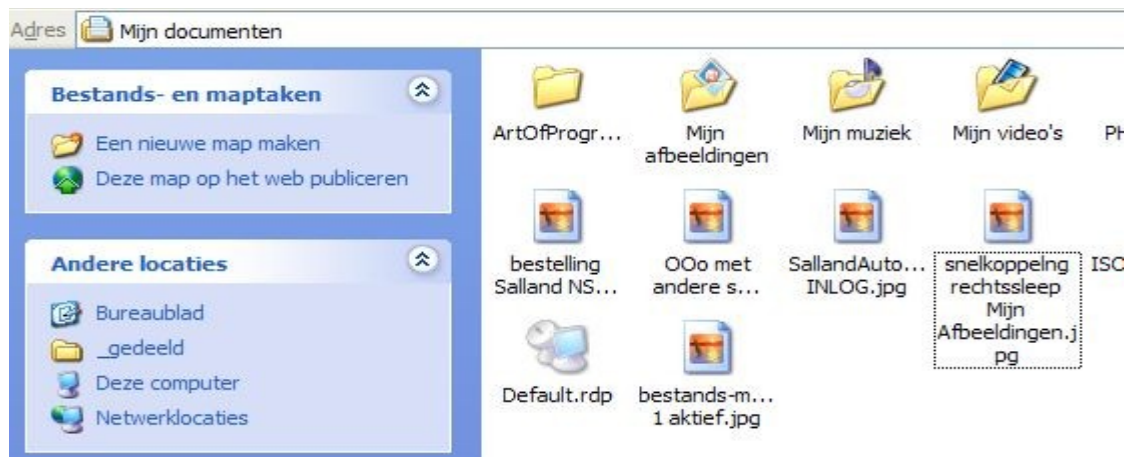 Adres Mijn documenten
Bestands- en maptaken
Een nieuwe map maken
Deze map op het web publiceren
Andere locaties
Bureaublad
_gedeeld
Deze computer
Netwerklocaties
ArtOfProgr...
Mijn
afbeeldingen
Mijn muziek
Mijn video's
PH
bestelling
Salland NS...
OOo met
andere s...
SallandAuto...
INLOG.jpg
snelkoppelng
rechtssleep
Mijn
Afbeeldingen.j
pg
ISO
Default.rdp
bestands-m...
1 aktief.jpg